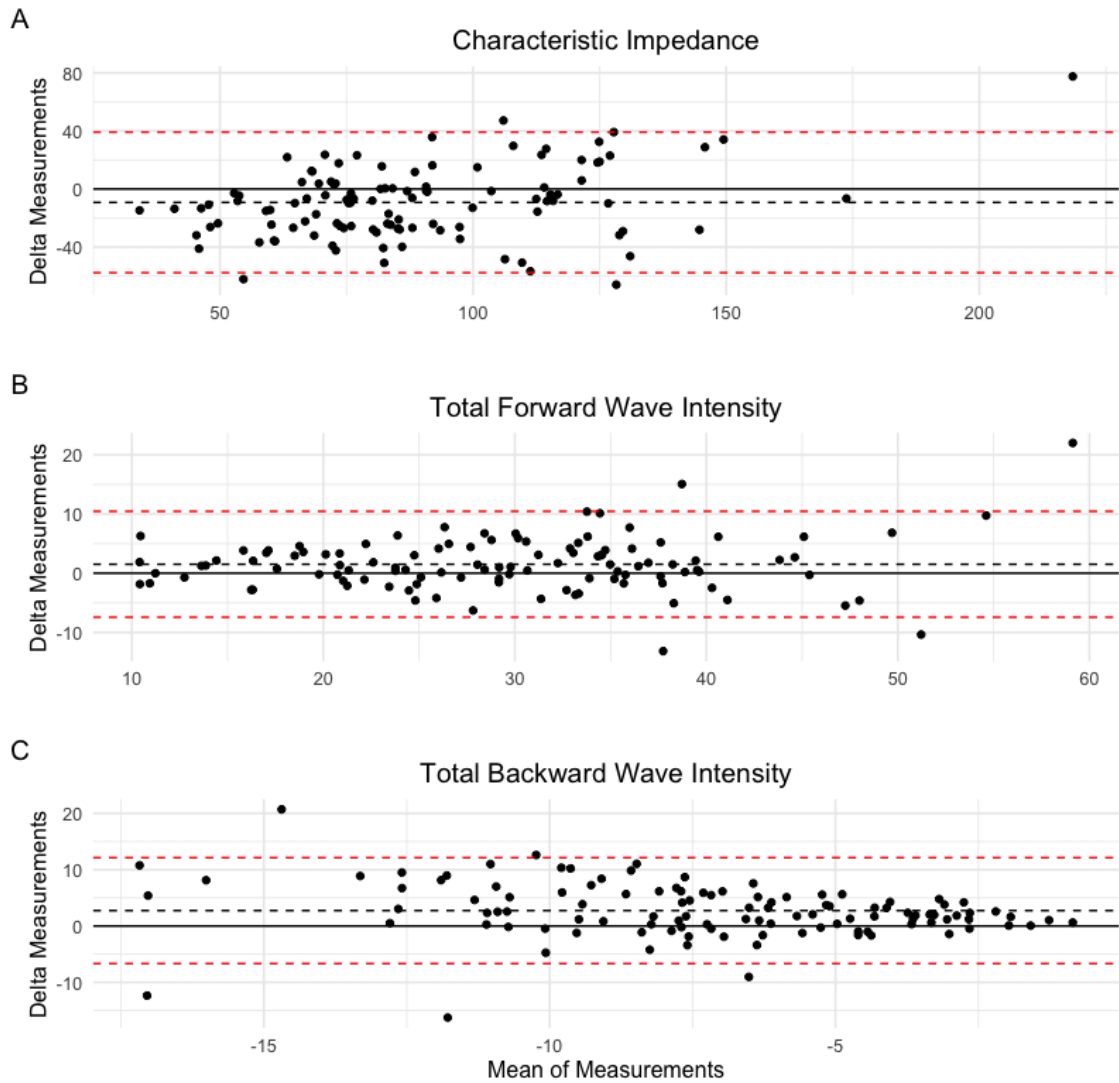 A
Characteristic Impedance
Delta Measurements
80
40
0
-40
50 100 150 200
B
Total Forward Wave Intensity
Delta Measurements
20
10
0
-10
10 20 30 40 50 60
C
Total Backward Wave Intensity
Delta Measurements
20
10
0
-10
-15 -10 -5
Mean of Measurements